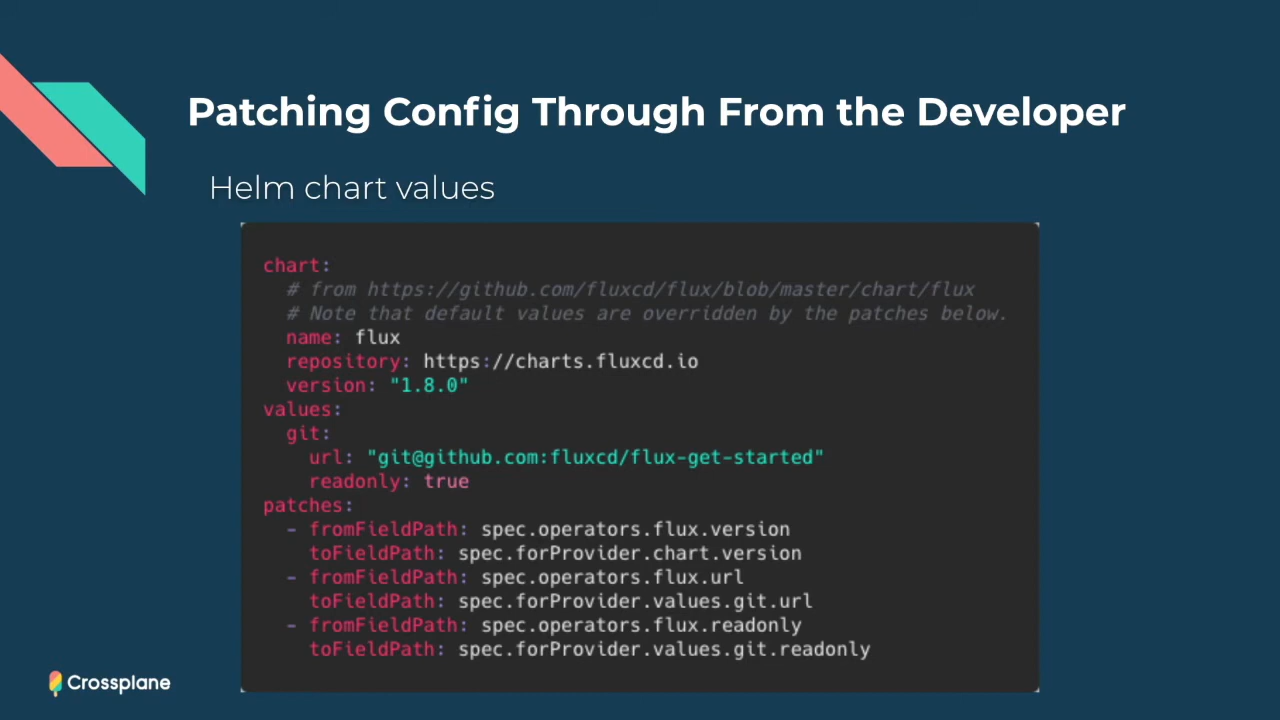 Patching Config Through From the Developer
Helm chart values
chart:
  # from https://github.com/fluxcd/flux/blob/master/chart/flux
  # Note that default values are overridden by the patches below.
  name: flux
  repository: https://charts.fluxcd.io
  version: "1.8.0"
values:
  git:
    url: "git@github.com:fluxcd/flux-get-started"
    readonly: true
patches:
  - fromFieldPath: spec.operators.flux.version
    toFieldPath: spec.forProvider.chart.version
  - fromFieldPath: spec.operators.flux.url
    toFieldPath: spec.forProvider.values.git.url
  - fromFieldPath: spec.operators.flux.readonly
    toFieldPath: spec.forProvider.values.git.readonly
Crossplane